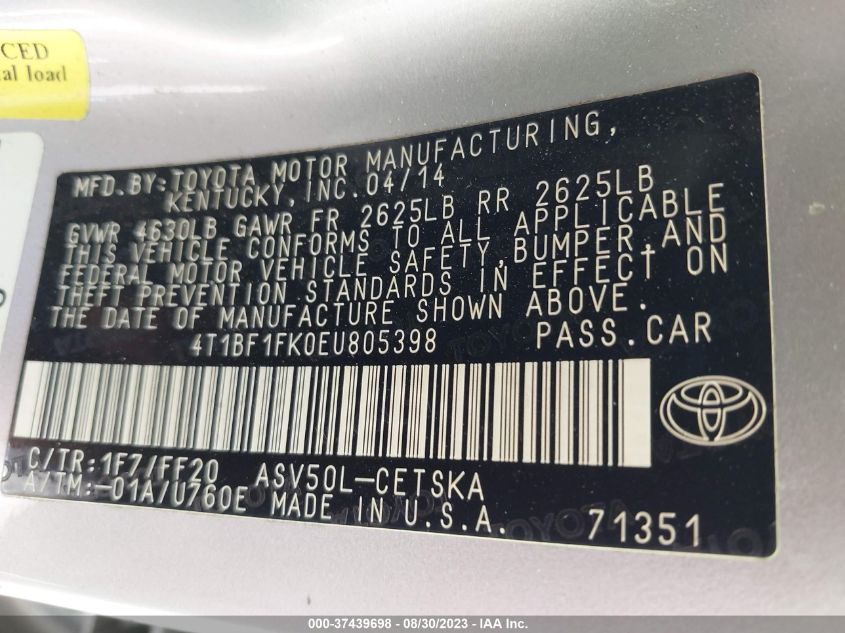 CED
al load
MFD. BY: TOYOTA MOTOR MANUFACTURING,
KENTUCKY, INC. 04/14
GVWR 4630LB GAWR FR 2625LB RR 2625LB
THIS VEHICLE CONFORMS TO ALL APPLICABLE
FEDERAL MOTOR VEHICLE SAFETY, BUMPER, AND
THEFT PREVENTION STANDARDS IN EFFECT ON
THE DATE OF MANUFACTURE SHOWN ABOVE.
4T1BF1FK0EU805398 PASS. CAR
C/TR: 1F7/FF20 ASV50L-CETSKA
A/TM: -01A/U760E MADE IN U.S.A. 71351
000-37439698 - 08/30/2023 - IAA Inc.